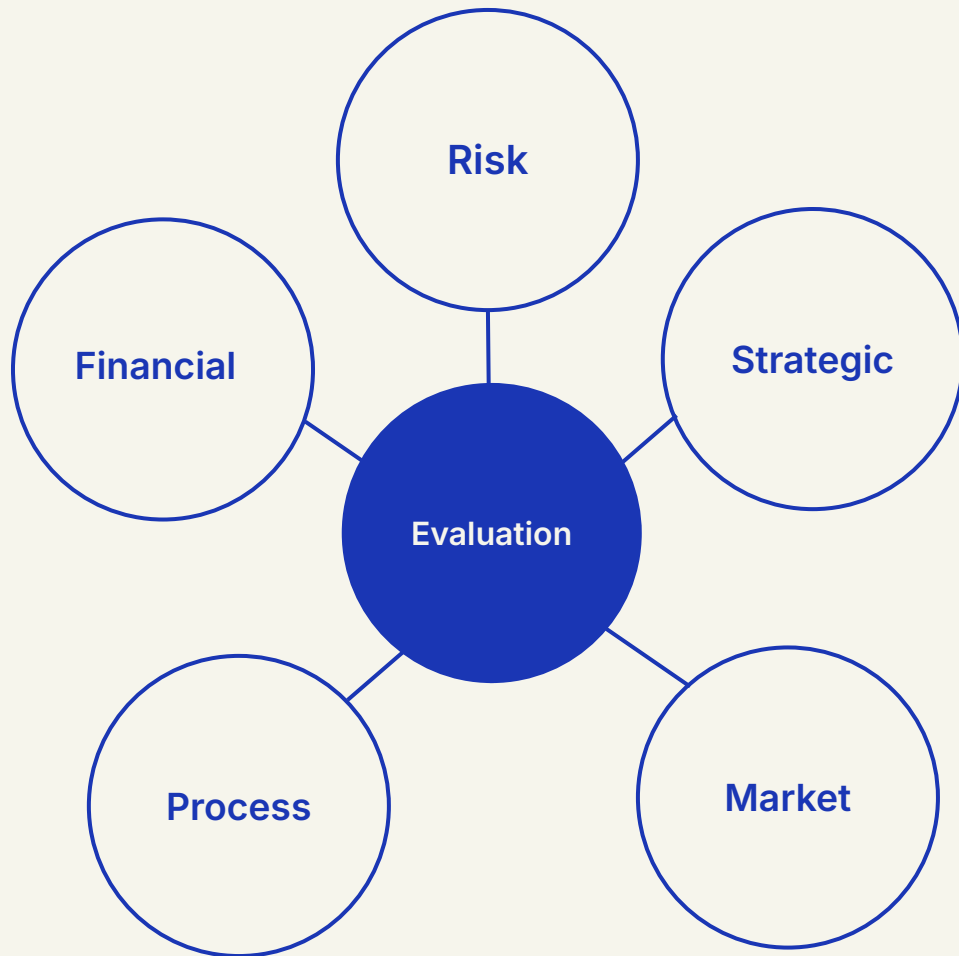 Risk
Strategic
Financial
Evaluation
Market
Process